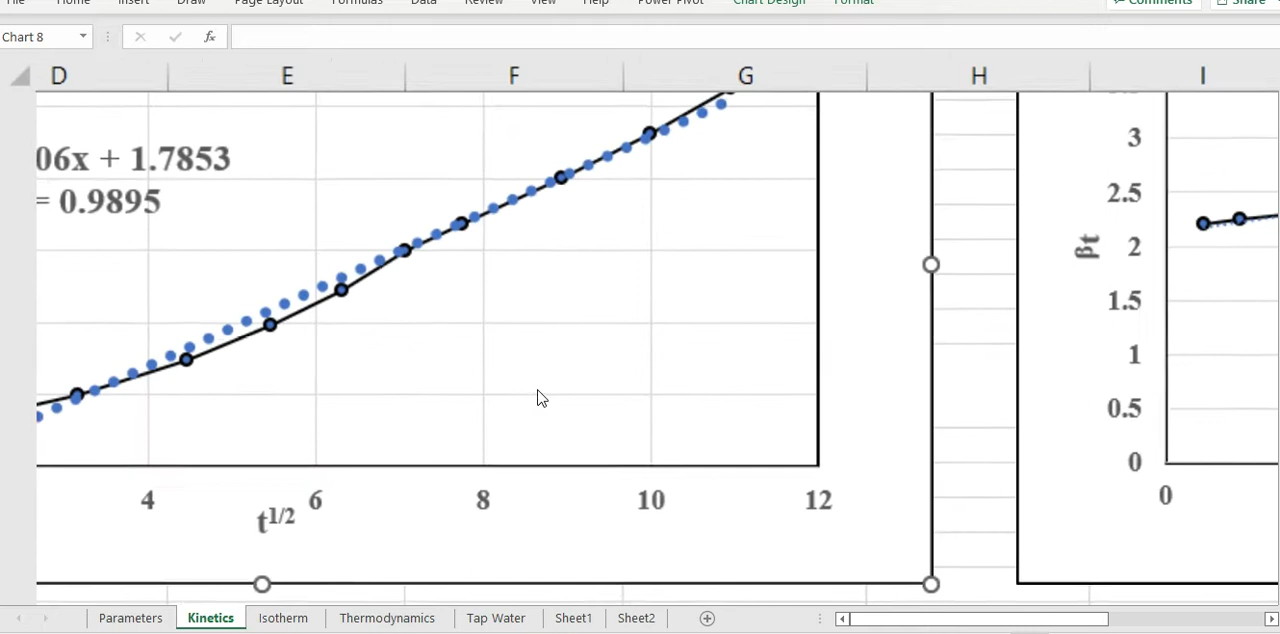 File Home Insert Draw Page Layout Formulas Data Review View Help Power Pivot Chart Design Format Comments Share
Chart 8 fx
D E F G H I
06x + 1.7853
= 0.9895
4 6 8 10 12
t1/2
3
2.5
2
1.5
1
0.5
0
βt
0
Parameters Kinetics Isotherm Thermodynamics Tap Water Sheet1 Sheet2